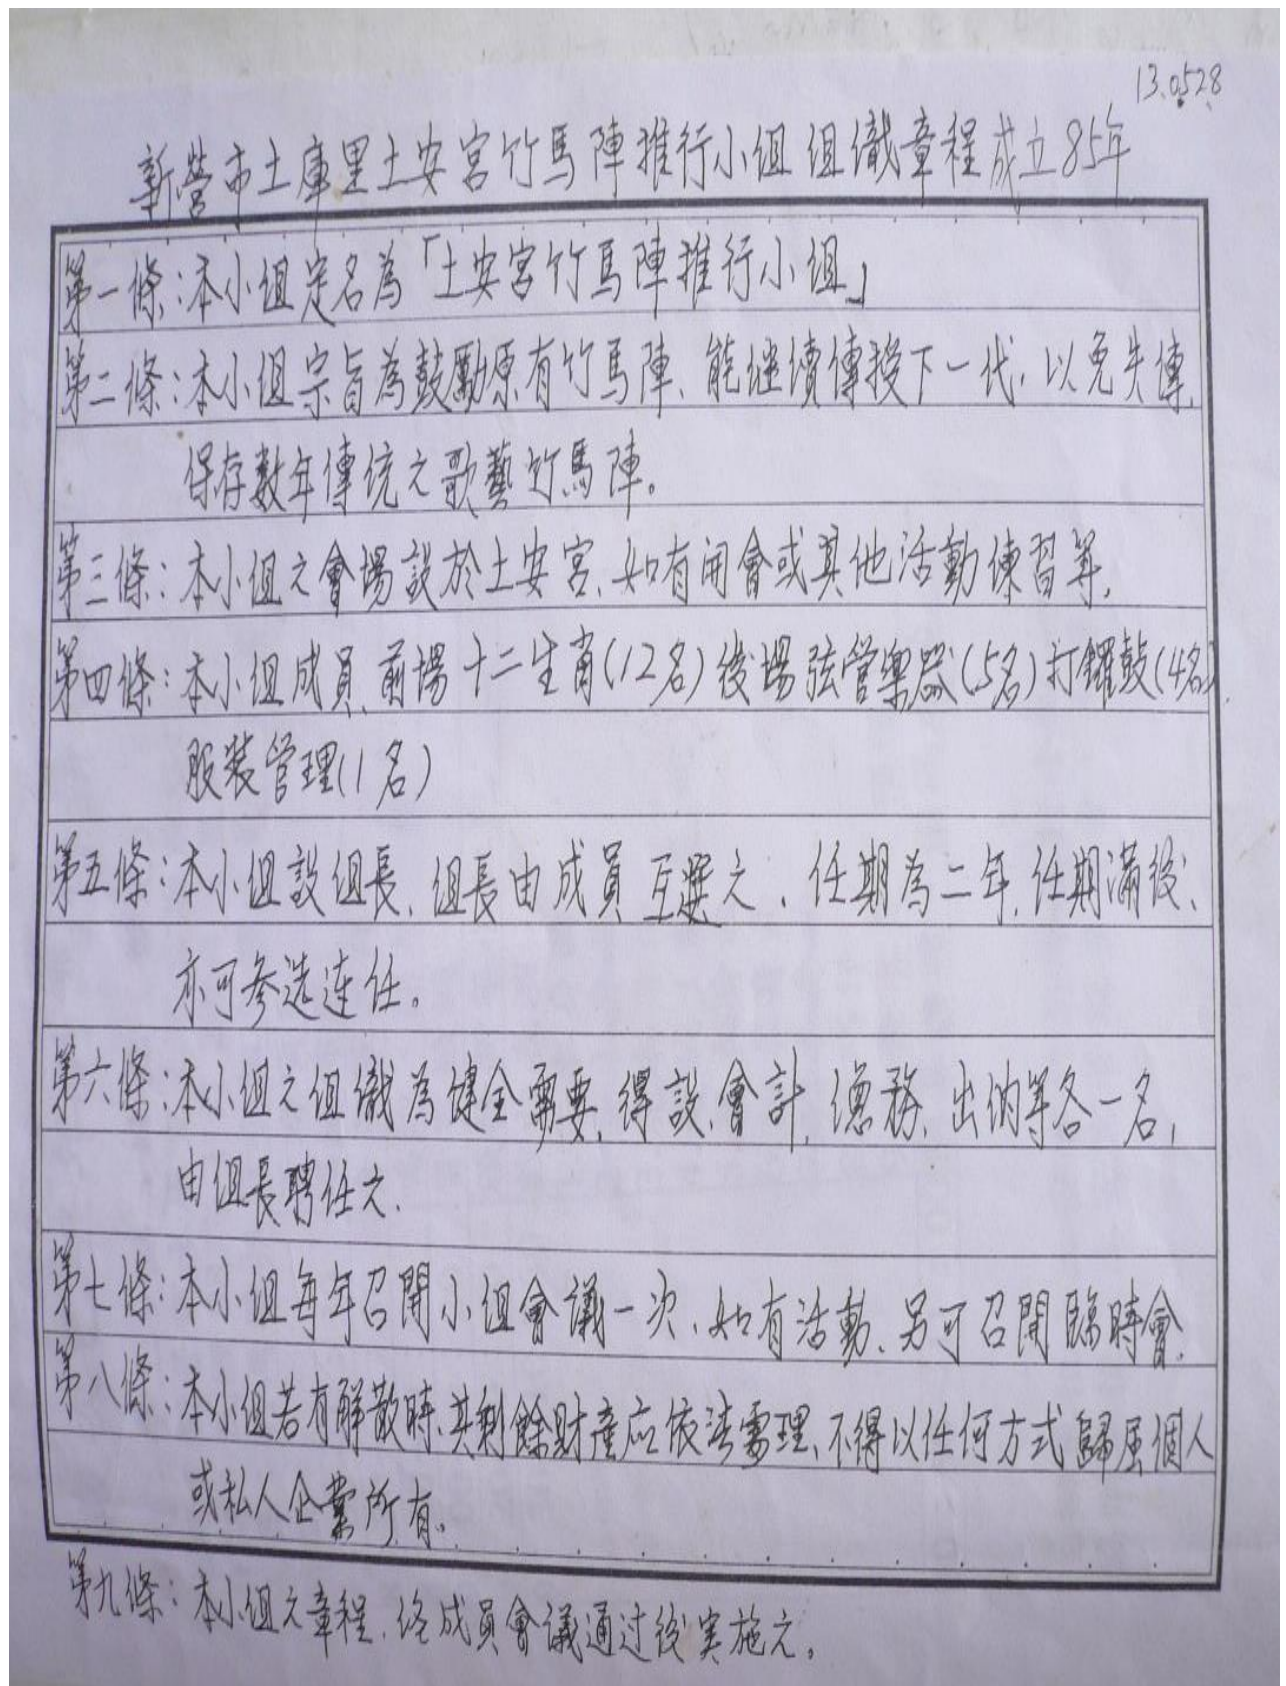 13.0528
新營市土庫里土安宮竹馬陣推行小組組織章程成立85年
第一條：本小組定名為「土安宮竹馬陣推行小組」
第二條：本小組宗旨為鼓勵原有竹馬陣、能继續傳授下一代，以免失傳，
保存數年傳统之歌藝竹馬陣。
第三條：本小組之會場設於土安宮、如有開會或其他活動練習等，
第四條：本小組成員、前場十二生肖(12名)後場弦管樂器(5名)打鑼鼓(4名)
服裝管理(1名)
第五條：本小組設組長、組長由成員互選之、任期為二年，任期滿後、
亦可参选连任。
第六條：本小組之組織為健全需要，得設、會計、總務、出納等各一名，
由組長聘任之、
第七條：本小組每年召開小組會議一次、如有活動、另可召開臨時會、
第八條：本小組若有解散時、其剩餘財產应依法處理、不得以任何方式歸屬個人
或私人企業所有。
第九條：本小組之章程、经成員會議通过後实施之。